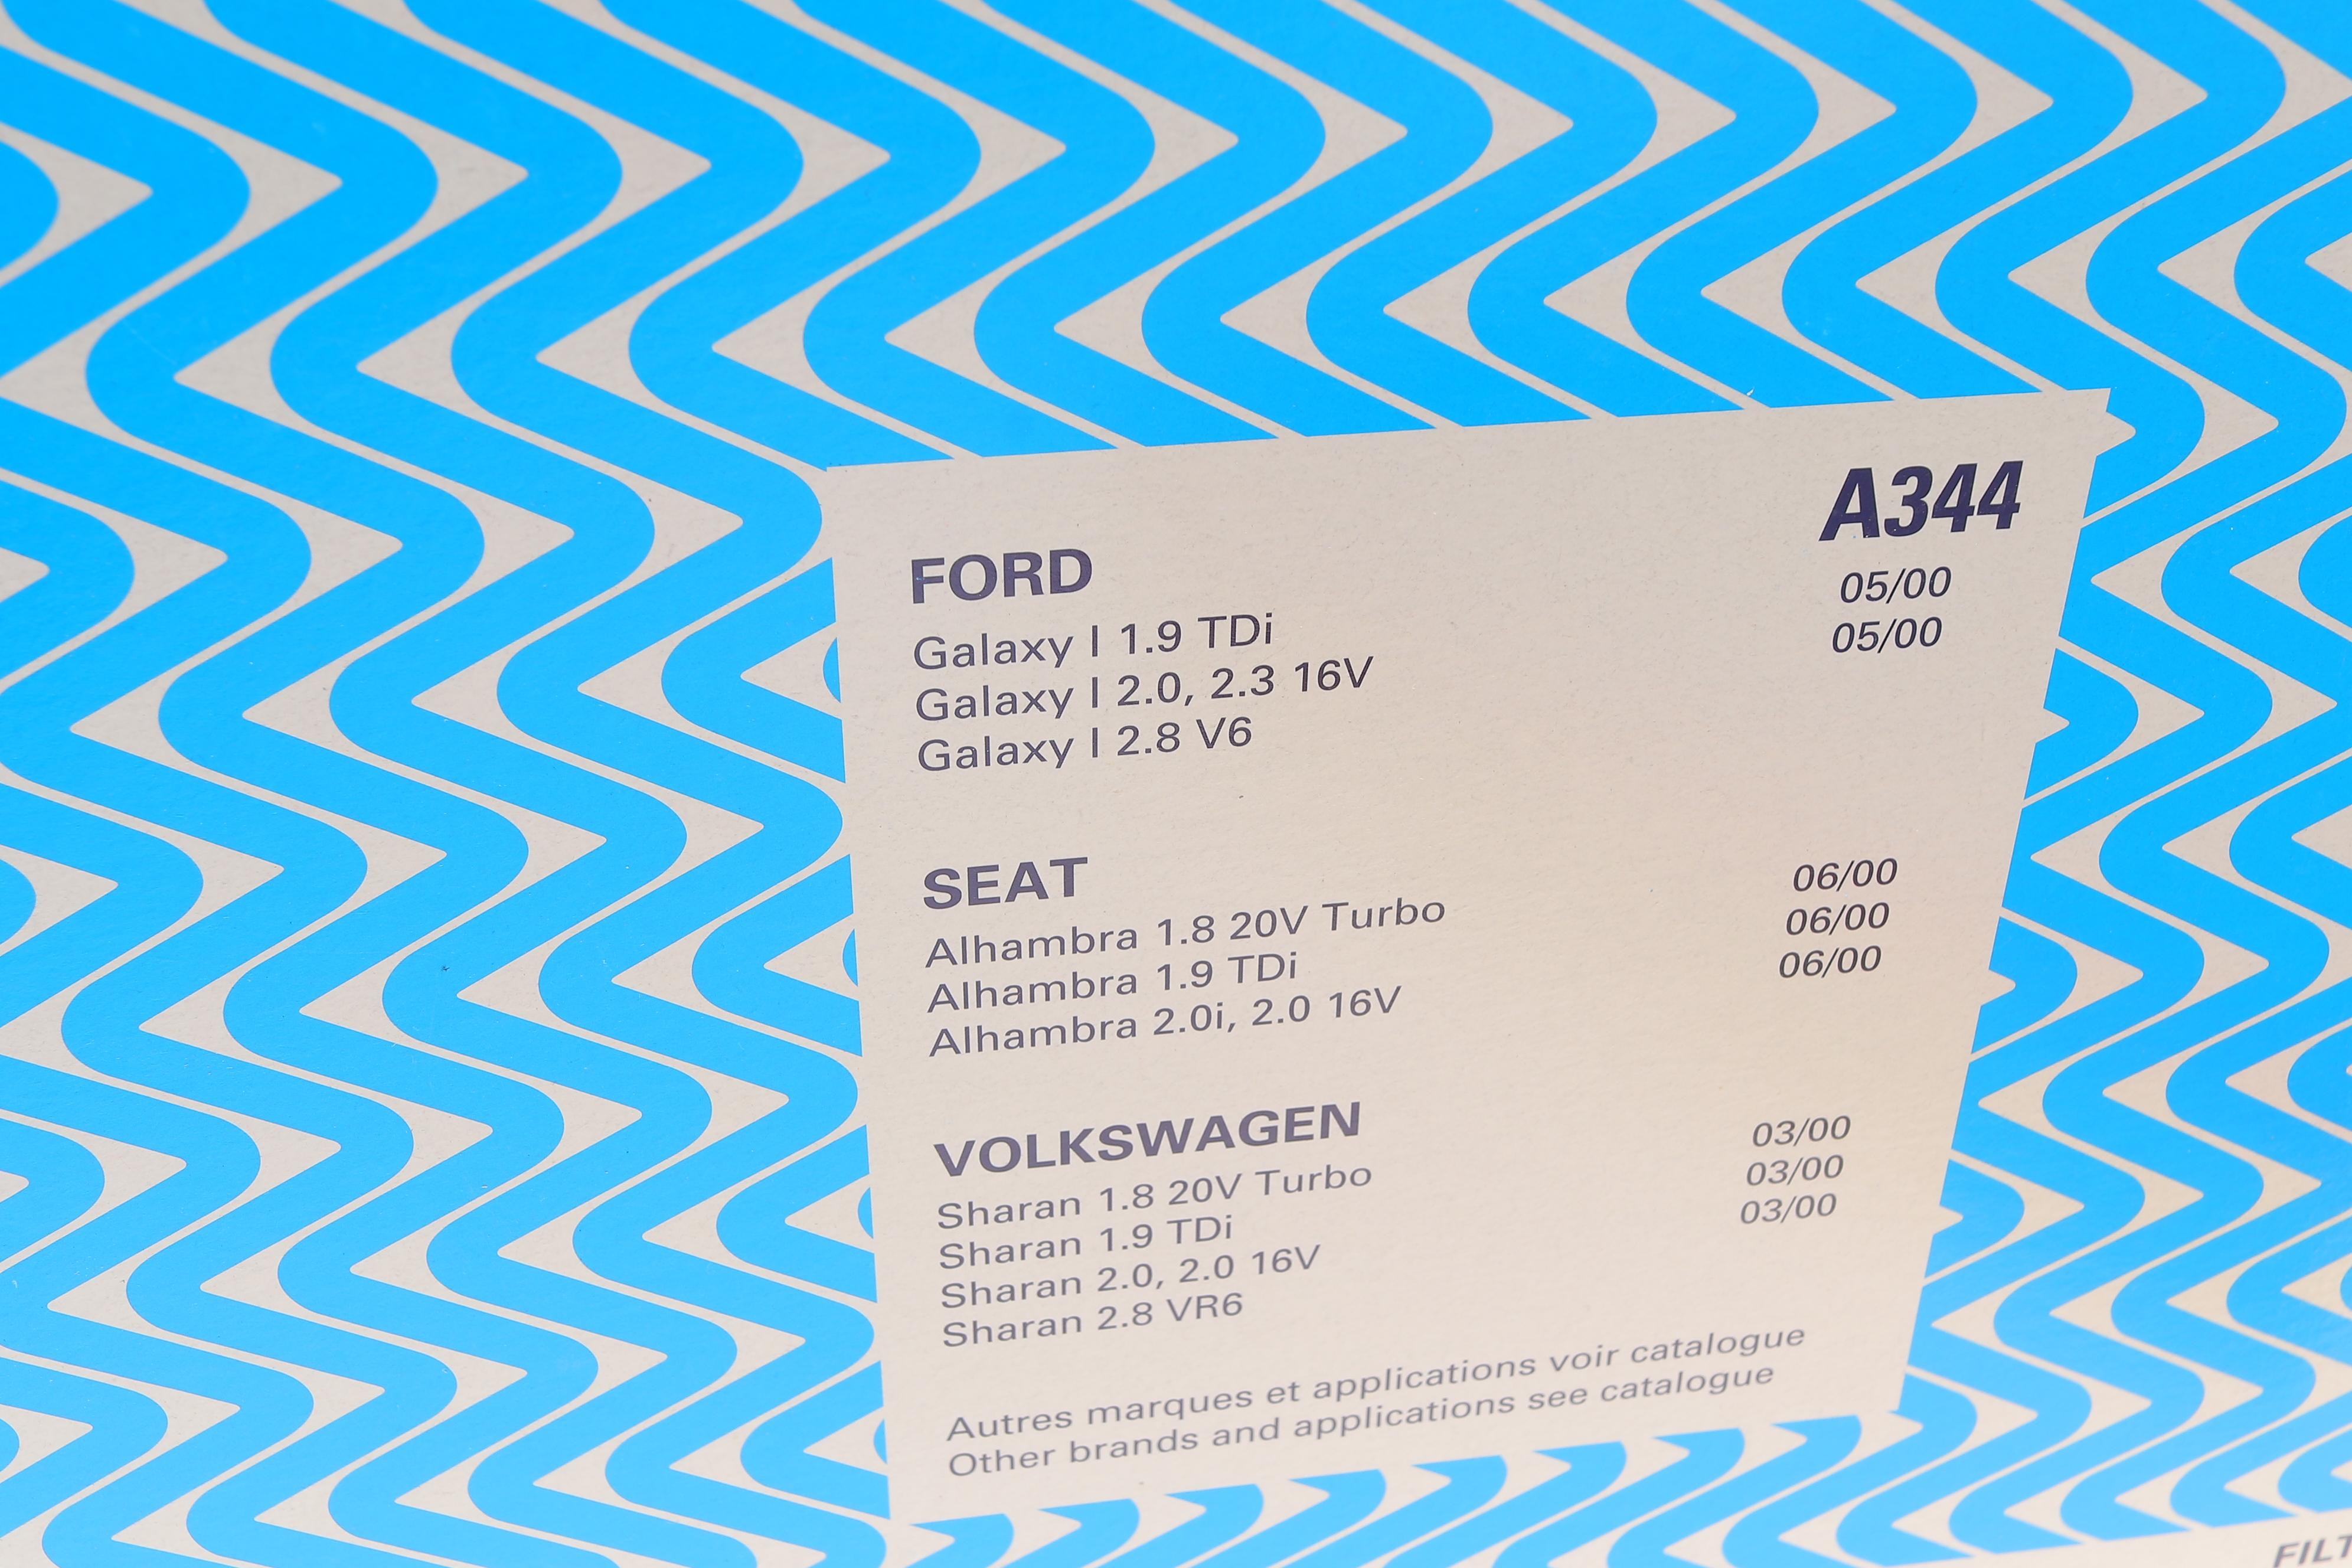 A344
FORD
Galaxy I 1.9 TDi 05/00
Galaxy I 2.0, 2.3 16V 05/00
Galaxy I 2.8 V6
SEAT
Alhambra 1.8 20V Turbo 06/00
Alhambra 1.9 TDi 06/00
Alhambra 2.0i, 2.0 16V 06/00
VOLKSWAGEN
Sharan 1.8 20V Turbo 03/00
Sharan 1.9 TDi 03/00
Sharan 2.0, 2.0 16V 03/00
Sharan 2.8 VR6
Autres marques et applications voir catalogue
Other brands and applications see catalogue